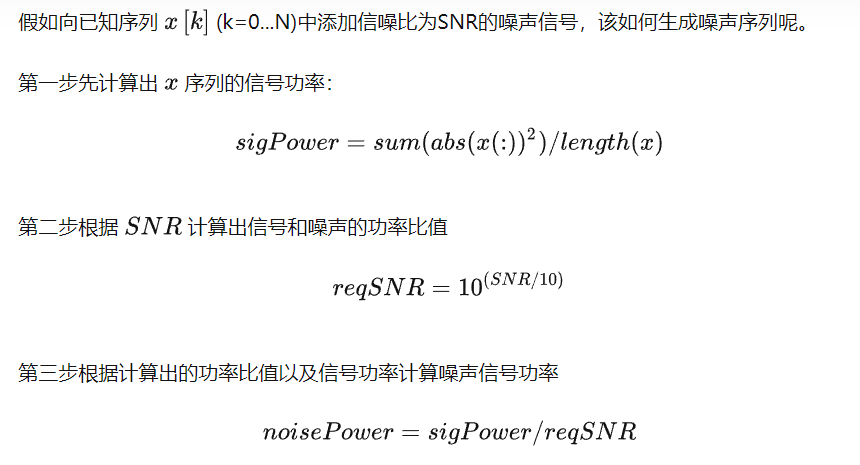 假如向已知序列 x [k] (k=0...N)中添加信噪比为SNR的噪声信号，该如何生成噪声序列呢。
第一步先计算出 x 序列的信号功率：
sigPower = sum(abs(x(:))²)/length(x)
第二步根据 SNR 计算出信号和噪声的功率比值
reqSNR = 10^(SNR/10)
第三步根据计算出的功率比值以及信号功率计算噪声信号功率
noisePower = sigPower/reqSNR